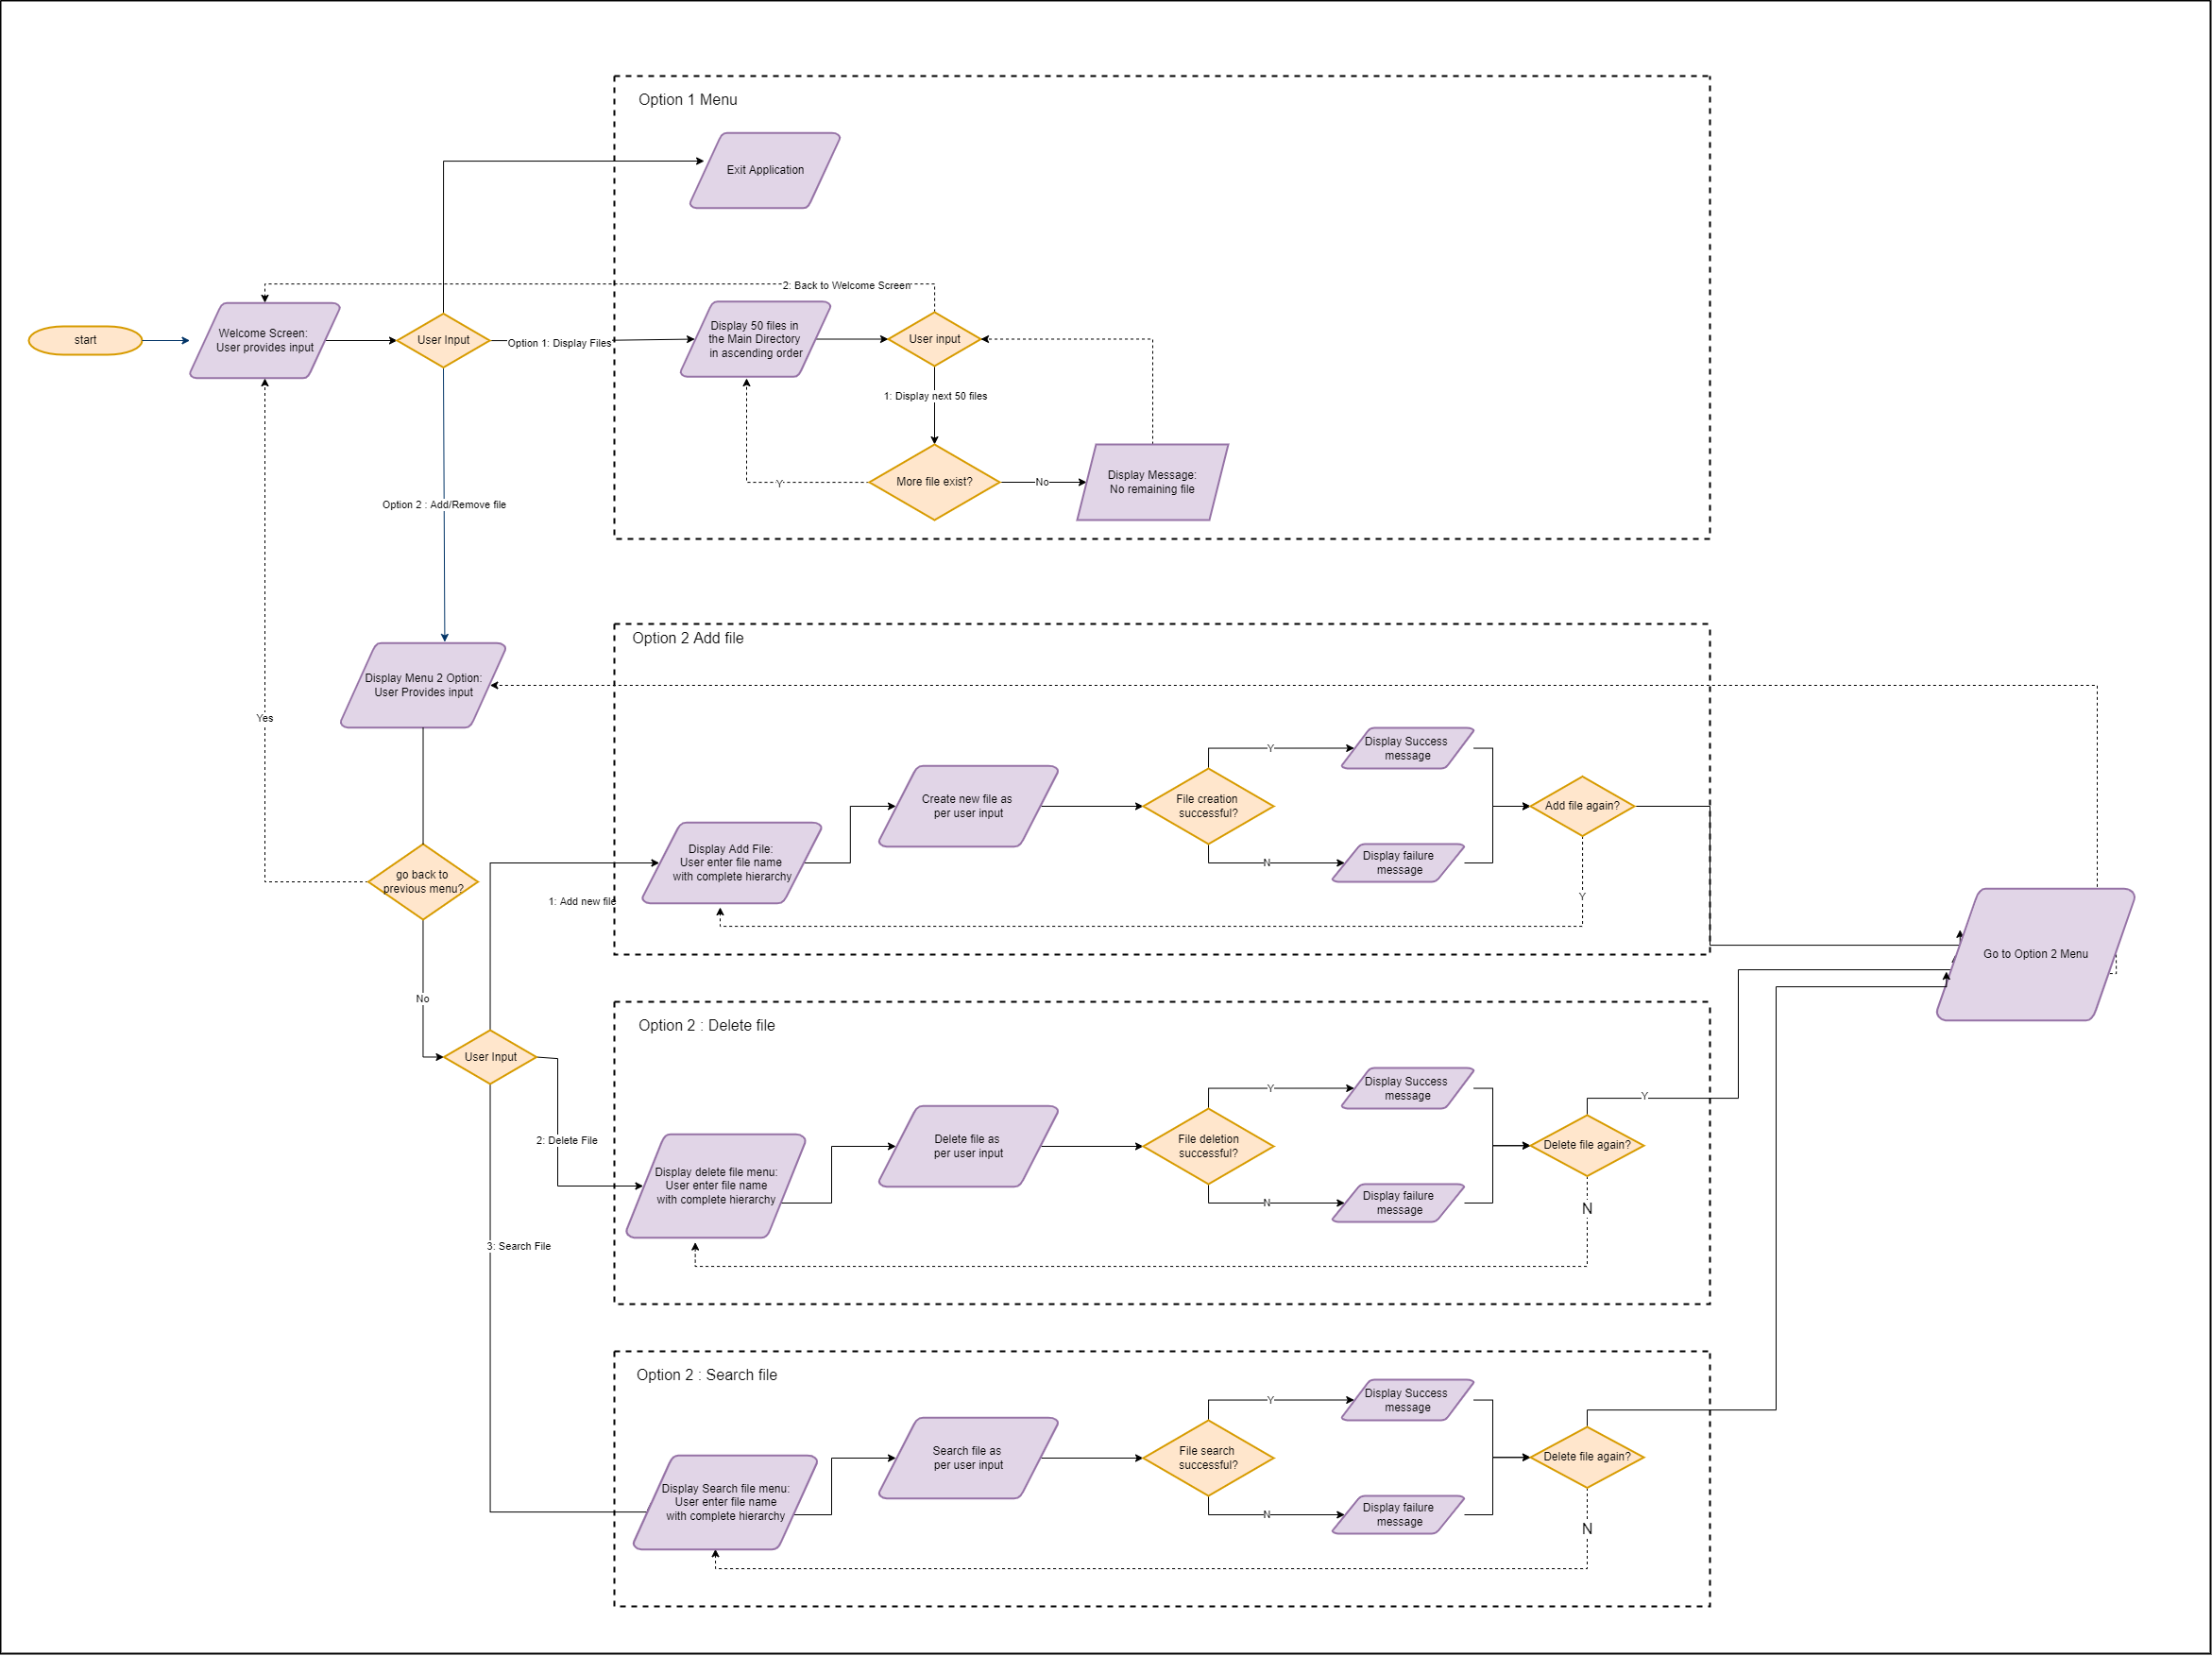 Option 1 Menu
Exit Application
2: Back to Welcome Screen
start
Welcome Screen:
User provides input
User Input
Option 1: Display Files
Display 50 files in
the Main Directory
in ascending order
User input
1: Display next 50 files
More file exist?
Y
No
Display Message:
No remaining file
Option 2 : Add/Remove file
Option 2 Add file
Display Menu 2 Option:
User Provides input
Yes
go back to
previous menu?
No
User Input
1: Add new file
Display Add File:
User enter file name
with complete hierarchy
Create new file as
per user input
File creation
successful?
Y
Display Success
message
N
Display failure
message
Add file again?
Y
Go to Option 2 Menu
Option 2 : Delete file
2: Delete File
Display delete file menu:
User enter file name
with complete hierarchy
Delete file as
per user input
File deletion
successful?
Y
Display Success
message
N
Display failure
message
Delete file again?
Y
N
3: Search File
Option 2 : Search file
Display Search file menu:
User enter file name
with complete hierarchy
Search file as
per user input
File search
successful?
Y
Display Success
message
N
Display failure
message
Delete file again?
N